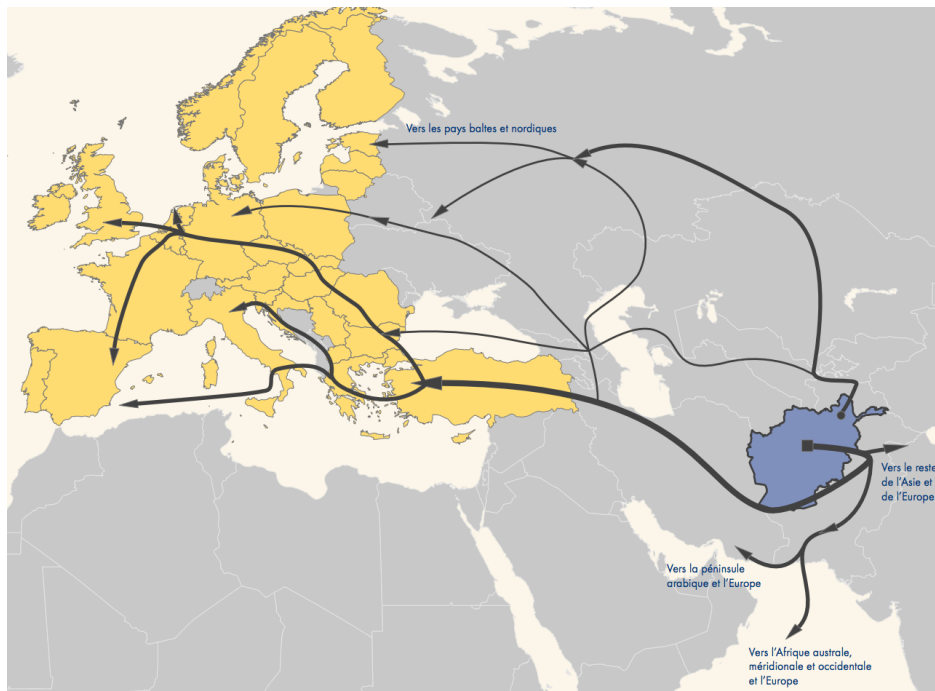 Vers les pays baltes et nordiques
Vers le reste
de l'Asie et
de l'Europe
Vers la péninsule
arabique et l'Europe
Vers l'Afrique australe,
méridionale et occidentale
et l'Europe